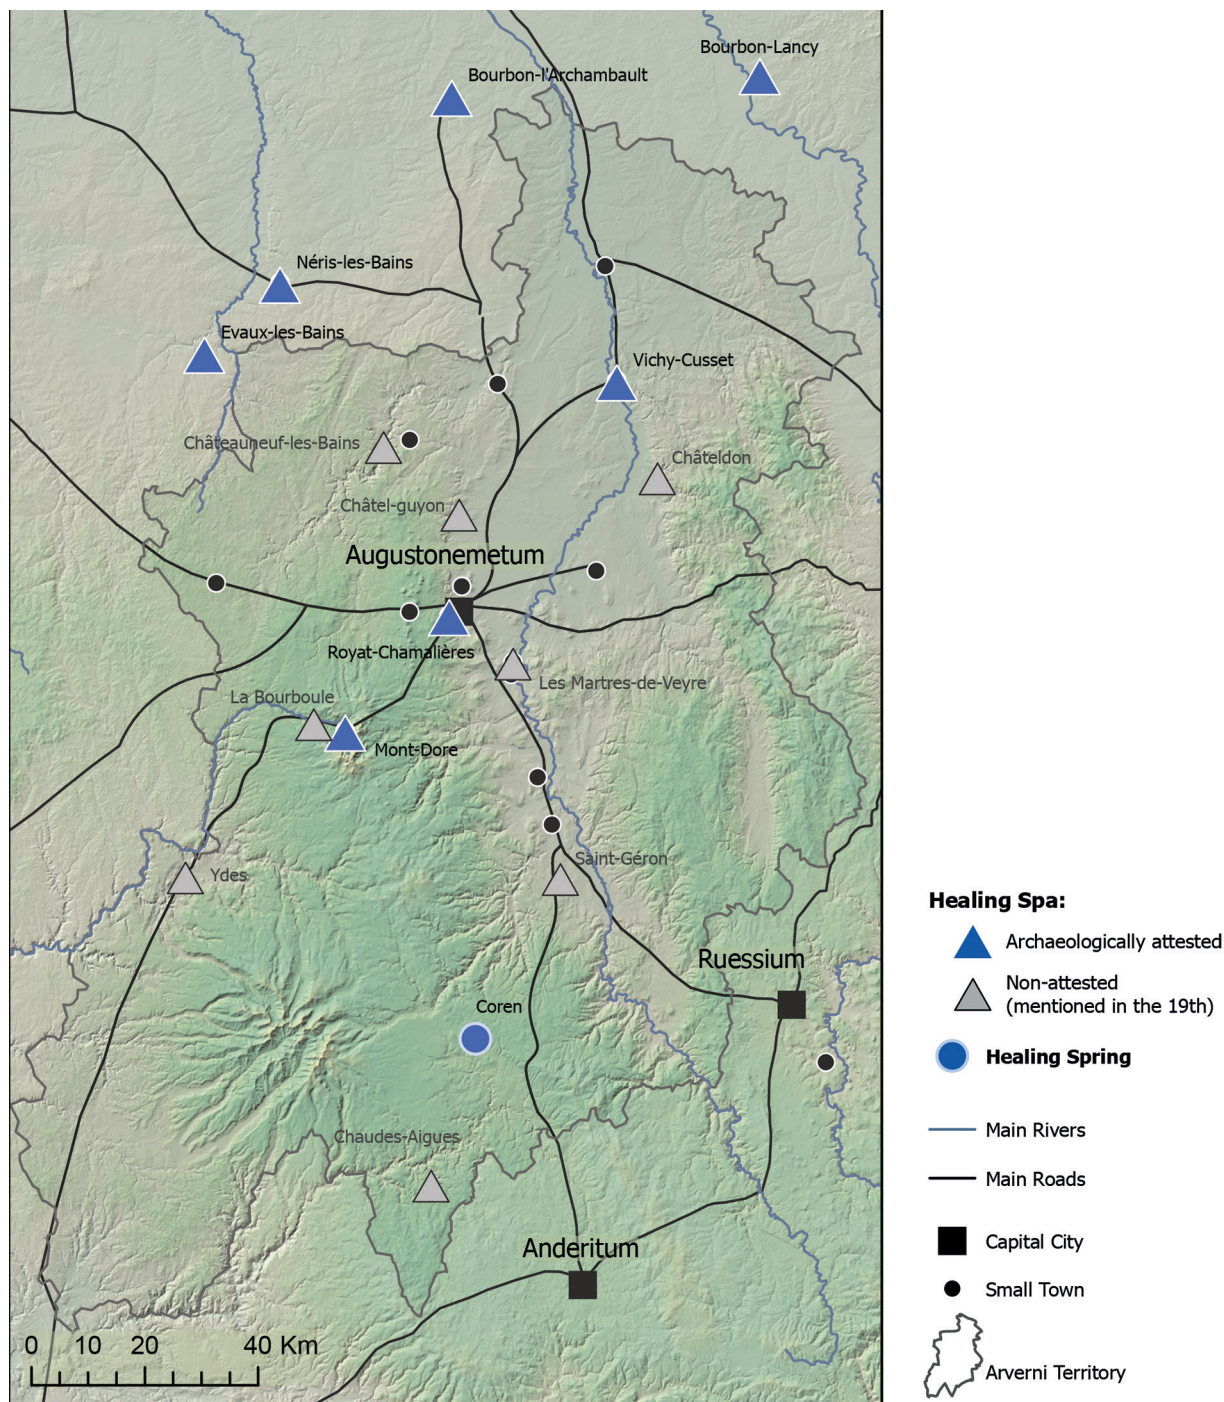 Bourbon-Lancy
Bourbon-l'Archambault
Néris-les-Bains
Evaux-les-Bains
Vichy-Cusset
Châteauneuf-les-Bains
Châteldon
Châtel-guyon
Augustonemetum
Royat-Chamalières
Les Martres-de-Veyre
La Bourboule
Mont-Dore
Saint-Géron
Ydes
Ruessium
Coren
Chaudes-Aigues
Anderitum
0 10 20 40 Km
Healing Spa:
Archaeologically attested
Non-attested
(mentioned in the 19th)
Healing Spring
Main Rivers
Main Roads
Capital City
Small Town
Arverni Territory